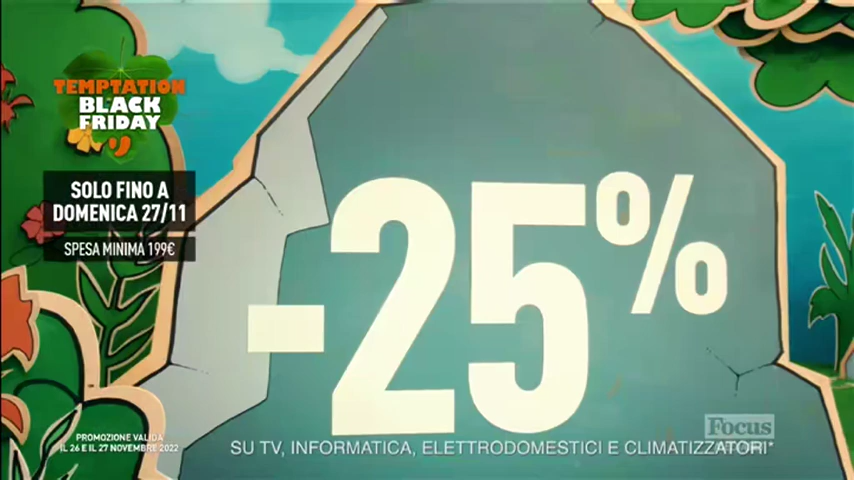 TEMPTATION
BLACK
FRIDAY
SOLO FINO A
DOMENICA 27/11
SPESA MINIMA 199€
-25%
Focus
PROMOZIONE VALIDA
IL 26 E IL 27 NOVEMBRE 2022
SU TV, INFORMATICA, ELETTRODOMESTICI E CLIMATIZZATORI*